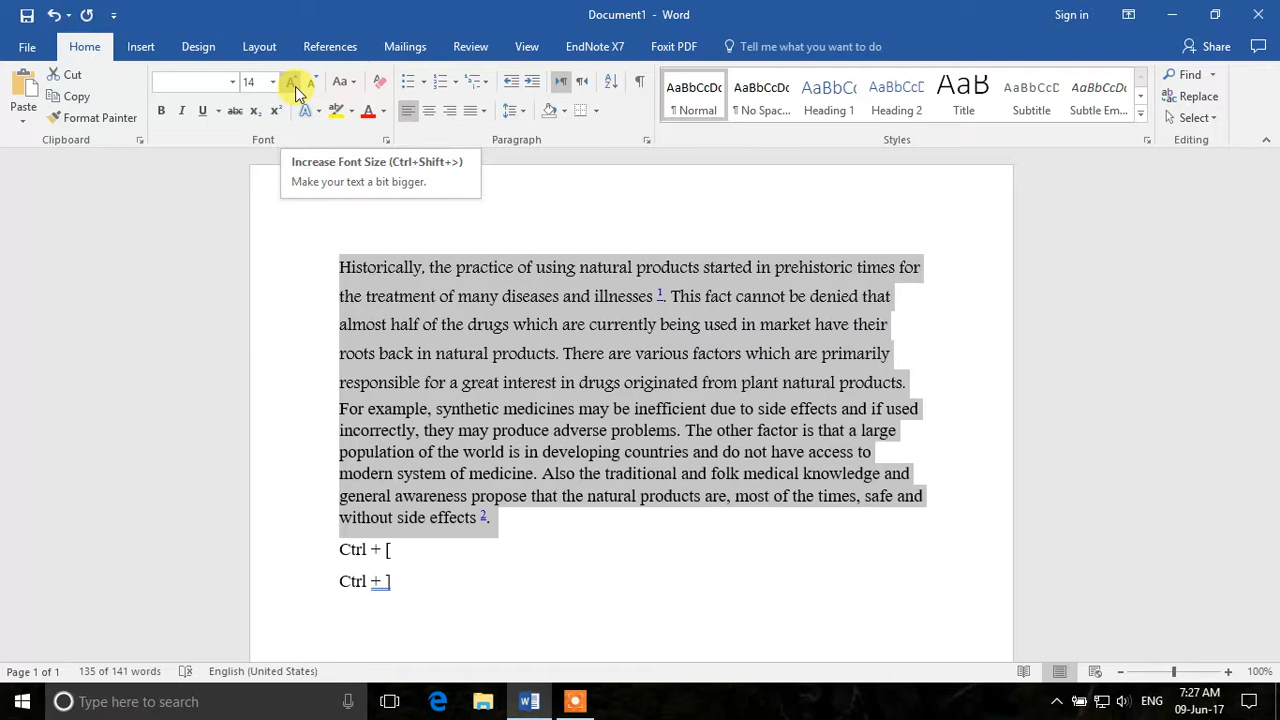 Document1 - Word
Sign in
File
Home
Insert
Design
Layout
References
Mailings
Review
View
EndNote X7
Foxit PDF
Tell me what you want to do
Share
Paste
Cut
Copy
Format Painter
Clipboard
14
Aa
B I U abc x₂ x²
Font
Paragraph
AaBbCcDc
¶ Normal
AaBbCcDc
¶ No Spac...
AaBbCc
Heading 1
AaBbCcD
Heading 2
AaB
Title
AaBbCcD
Subtitle
AaBbCcDc
Subtle Em...
Styles
Find
Replace
Select
Editing
Increase Font Size (Ctrl+Shift+>)
Make your text a bit bigger.
Historically, the practice of using natural products started in prehistoric times for
the treatment of many diseases and illnesses 1. This fact cannot be denied that
almost half of the drugs which are currently being used in market have their
roots back in natural products. There are various factors which are primarily
responsible for a great interest in drugs originated from plant natural products.
For example, synthetic medicines may be inefficient due to side effects and if used
incorrectly, they may produce adverse problems. The other factor is that a large
population of the world is in developing countries and do not have access to
modern system of medicine. Also the traditional and folk medical knowledge and
general awareness propose that the natural products are, most of the times, safe and
without side effects 2.
Ctrl + [
Ctrl + ]
Page 1 of 1
135 of 141 words
English (United States)
100%
Type here to search
ENG
7:27 AM
09-Jun-17